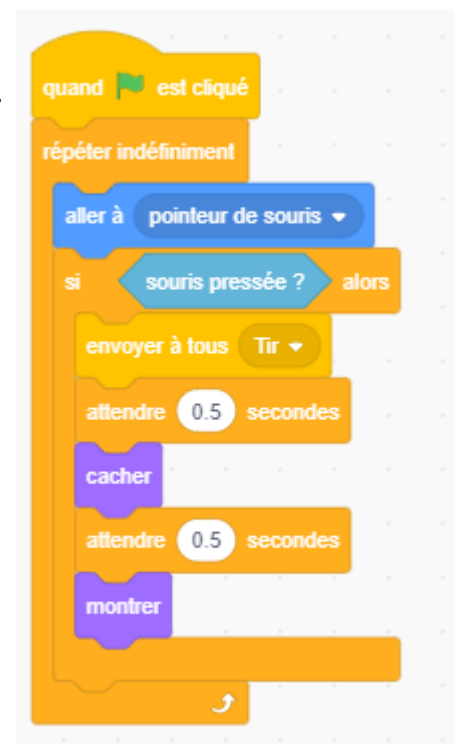 quand est cliqué
répéter indéfiniment
aller à pointeur de souris
si souris pressée ? alors
envoyer à tous Tir
attendre 0.5 secondes
cacher
attendre 0.5 secondes
montrer